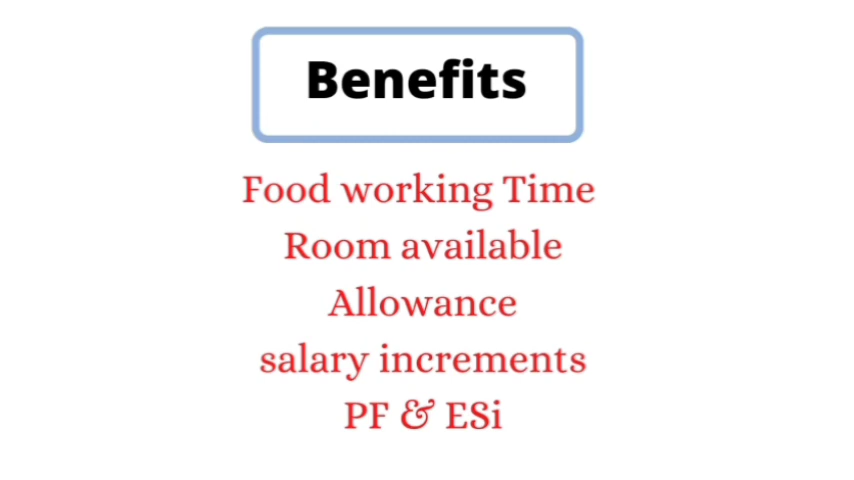 Benefits
Food working Time
Room available
Allowance
salary increments
PF & ESi